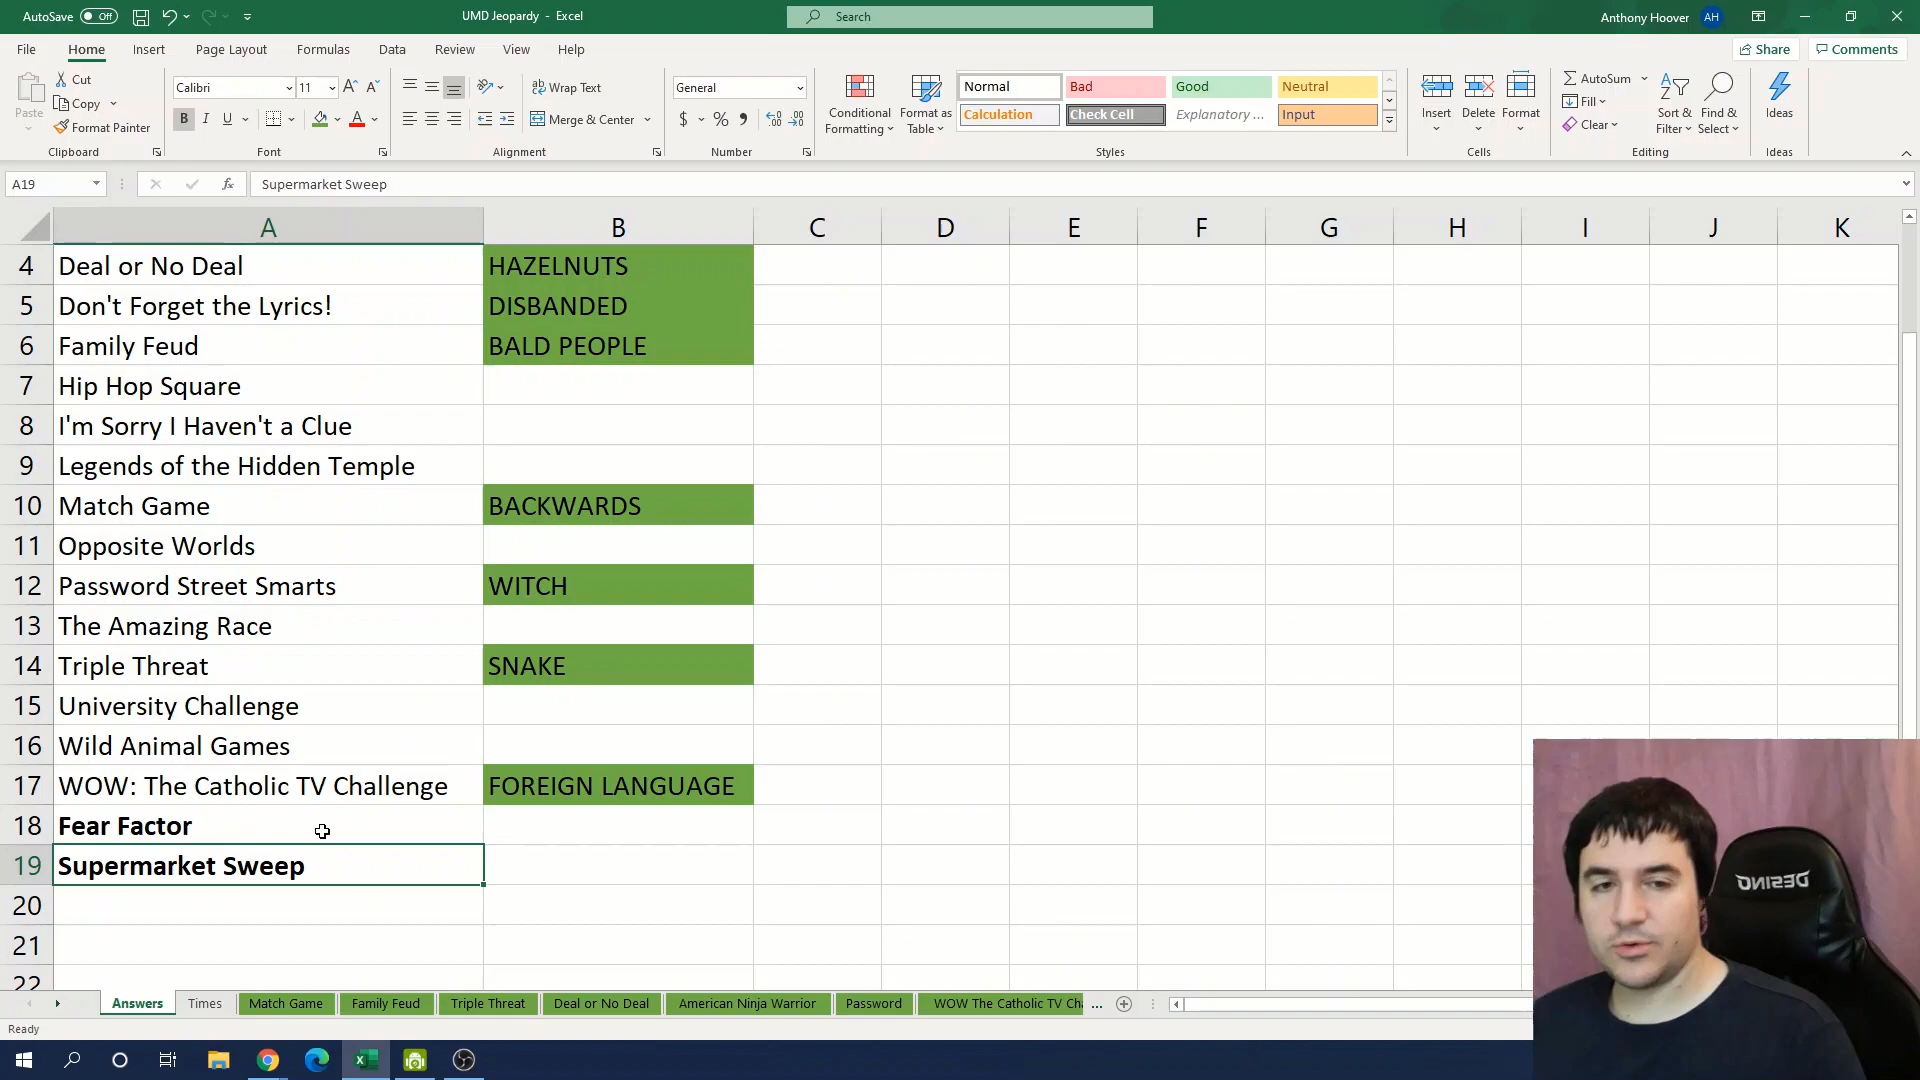 AutoSave Off
UMD Jeopardy - Excel
Search
Anthony Hoover AH
File Home Insert Page Layout Formulas Data Review View Help
Share Comments
Paste
Cut
Copy
Format Painter
Clipboard
Calibri 11
B I U
Font
Wrap Text
Merge & Center
Alignment
General
$ % ,
Number
Conditional Formatting
Format as Table
Normal Bad Good Neutral
Calculation Check Cell Explanatory ... Input
Styles
Insert Delete Format
Cells
AutoSum
Fill
Clear
Sort & Filter
Find & Select
Editing
Ideas
Ideas
A19 fx Supermarket Sweep
A B C D E F G H I J K
4 Deal or No Deal HAZELNUTS
5 Don't Forget the Lyrics! DISBANDED
6 Family Feud BALD PEOPLE
7 Hip Hop Square
8 I'm Sorry I Haven't a Clue
9 Legends of the Hidden Temple
10 Match Game BACKWARDS
11 Opposite Worlds
12 Password Street Smarts WITCH
13 The Amazing Race
14 Triple Threat SNAKE
15 University Challenge
16 Wild Animal Games
17 WOW: The Catholic TV Challenge FOREIGN LANGUAGE
18 Fear Factor
19 Supermarket Sweep
20
21
22
Answers Times Match Game Family Feud Triple Threat Deal or No Deal American Ninja Warrior Password WOW The Catholic TV Cha ...
Ready
DESINO